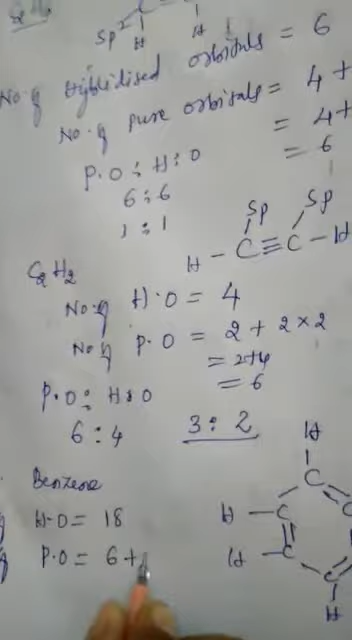 Sp²
H
H
No. of Hybridised orbitals = 6
No. of pure orbitals = 4 +
= 4 +
= 6
P.O : H : O
6 : 6
1 : 1
Sp Sp
H - C ≡ C - H
C₂H₂
No. of H.O = 4
No. of P.O = 2 + 2 × 2
= 2+4
= 6
P.O : H.O
6 : 4 3 : 2
Benzene
H.O = 18
P.O = 6 +
H
C
H - C C
H - C C
H